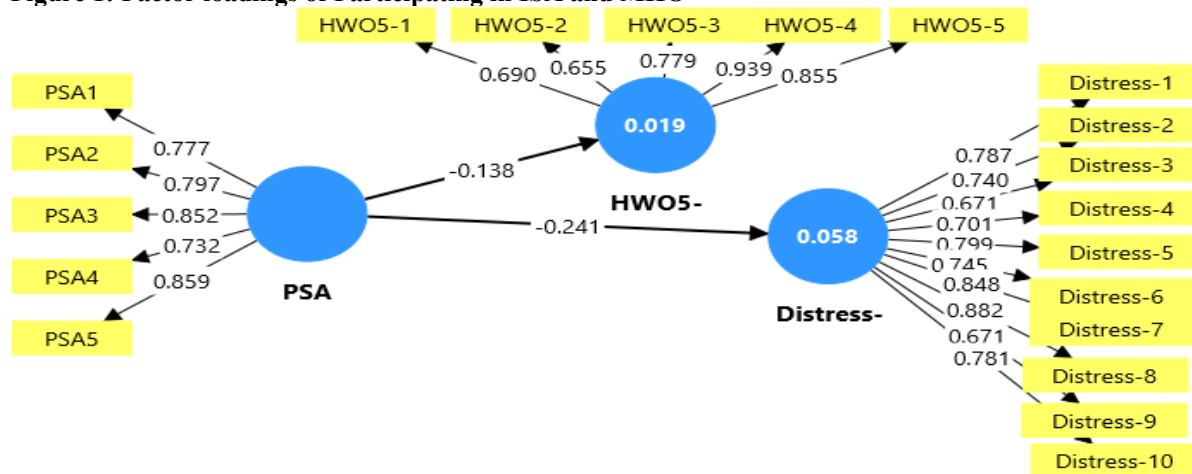 HWO5-1 HWO5-2 HWO5-3 HWO5-4 HWO5-5
0.690 0.655 0.779 0.939 0.855
PSA1
PSA2
PSA3
PSA4
PSA5
0.777
0.797
0.852
0.732
0.859
PSA
-0.138
-0.241
0.019
HWO5-
0.058
Distress-
0.787
0.740
0.671
0.701
0.799
0.745
0.848
0.882
0.671
0.781
Distress-1
Distress-2
Distress-3
Distress-4
Distress-5
Distress-6
Distress-7
Distress-8
Distress-9
Distress-10